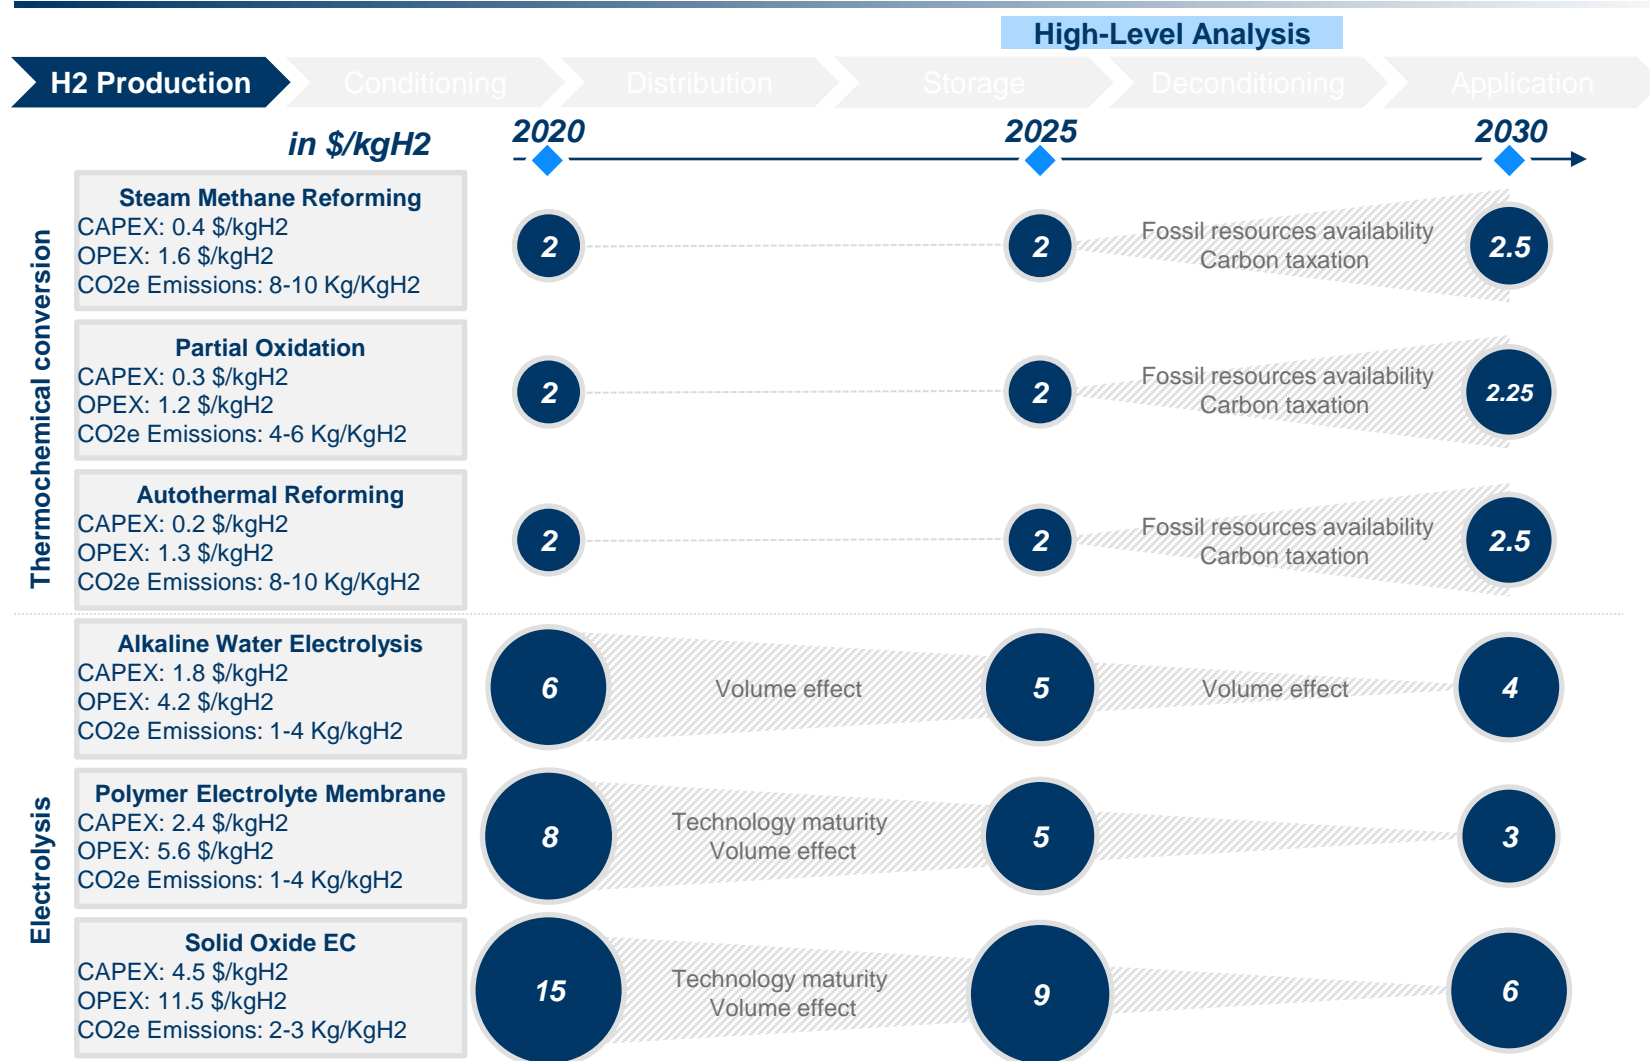 High-Level Analysis
H2 Production
Conditioning
Distribution
Storage
Deconditioning
Application
in $/kgH2
2020
2025
2030
Thermochemical conversion
Steam Methane Reforming
CAPEX: 0.4 $/kgH2
OPEX: 1.6 $/kgH2
CO2e Emissions: 8-10 Kg/KgH2
2
2
Fossil resources availability
Carbon taxation
2.5
Partial Oxidation
CAPEX: 0.3 $/kgH2
OPEX: 1.2 $/kgH2
CO2e Emissions: 4-6 Kg/KgH2
2
2
Fossil resources availability
Carbon taxation
2.25
Autothermal Reforming
CAPEX: 0.2 $/kgH2
OPEX: 1.3 $/kgH2
CO2e Emissions: 8-10 Kg/KgH2
2
2
Fossil resources availability
Carbon taxation
2.5
Electrolysis
Alkaline Water Electrolysis
CAPEX: 1.8 $/kgH2
OPEX: 4.2 $/kgH2
CO2e Emissions: 1-4 Kg/kgH2
6
Volume effect
5
Volume effect
4
Polymer Electrolyte Membrane
CAPEX: 2.4 $/kgH2
OPEX: 5.6 $/kgH2
CO2e Emissions: 1-4 Kg/kgH2
8
Technology maturity
Volume effect
5
3
Solid Oxide EC
CAPEX: 4.5 $/kgH2
OPEX: 11.5 $/kgH2
CO2e Emissions: 2-3 Kg/KgH2
15
Technology maturity
Volume effect
9
6